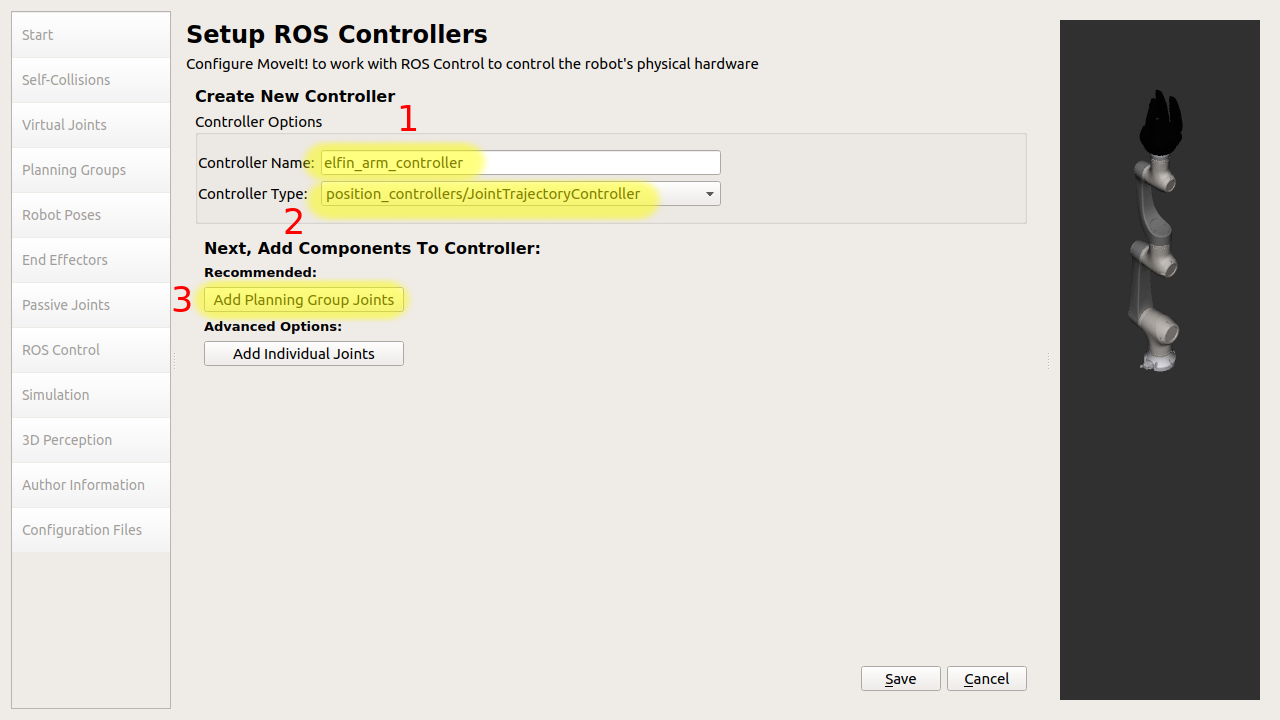 Start
Self-Collisions
Virtual Joints
Planning Groups
Robot Poses
End Effectors
Passive Joints
ROS Control
Simulation
3D Perception
Author Information
Configuration Files
Setup ROS Controllers
Configure MoveIt! to work with ROS Control to control the robot's physical hardware
Create New Controller
1
Controller Options
Controller Name: elfin_arm_controller
Controller Type: position_controllers/JointTrajectoryController
2
Next, Add Components To Controller:
Recommended:
3 Add Planning Group Joints
Advanced Options:
Add Individual Joints
Save Cancel